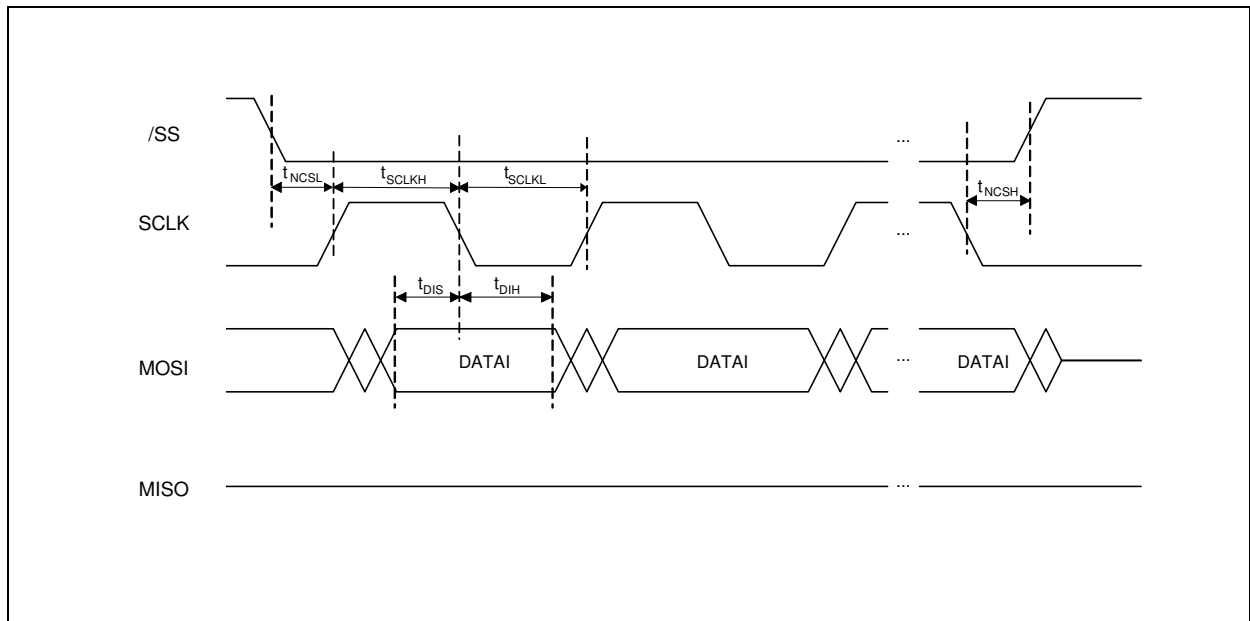 /SS
...
tNCSL
tSCLKH
tSCLKL
tNCSH
SCLK
...
tDIS
tDIH
MOSI
DATAI
DATAI
...
DATAI
MISO
...